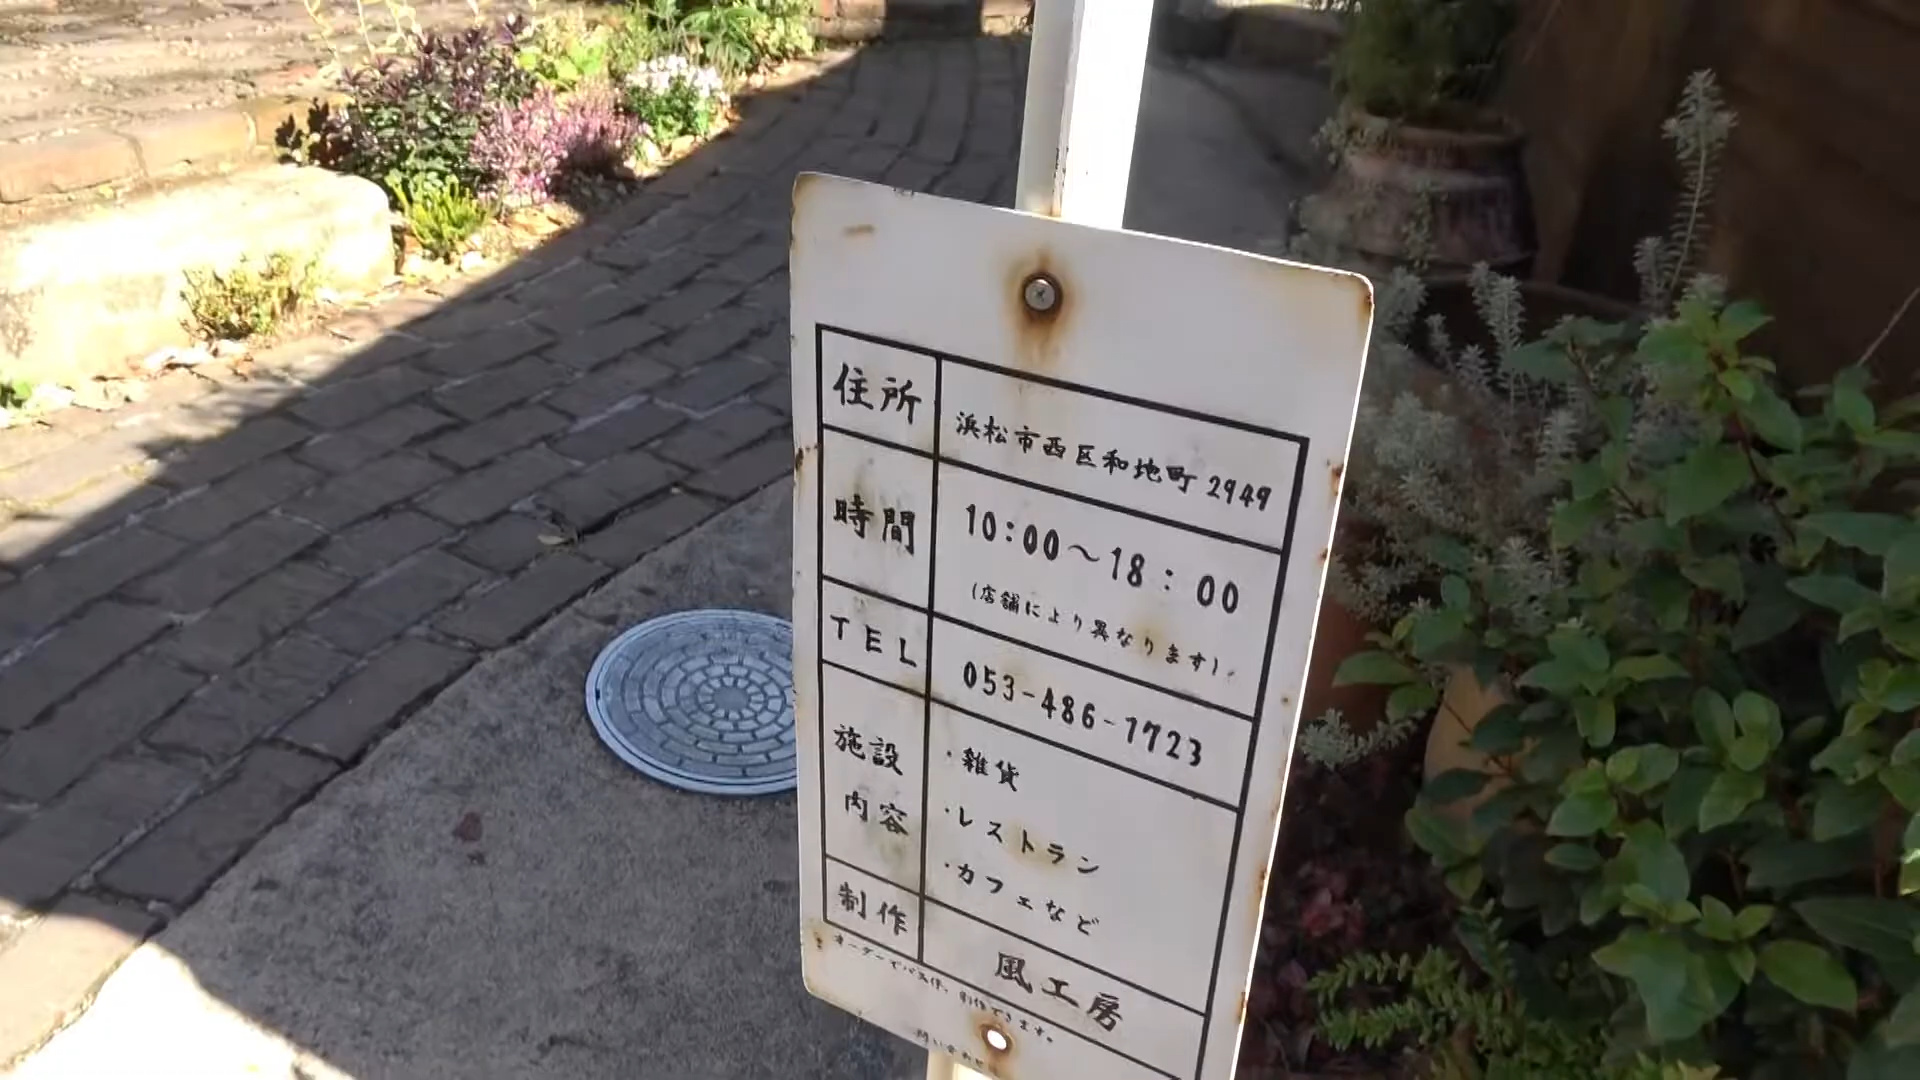 住所 浜松市西区和地町2949
時間 10:00～18:00
(店舗により異なります)
TEL 053-486-1723
施設内容 ・雑貨
・レストラン
・カフェなど
制作 風工房